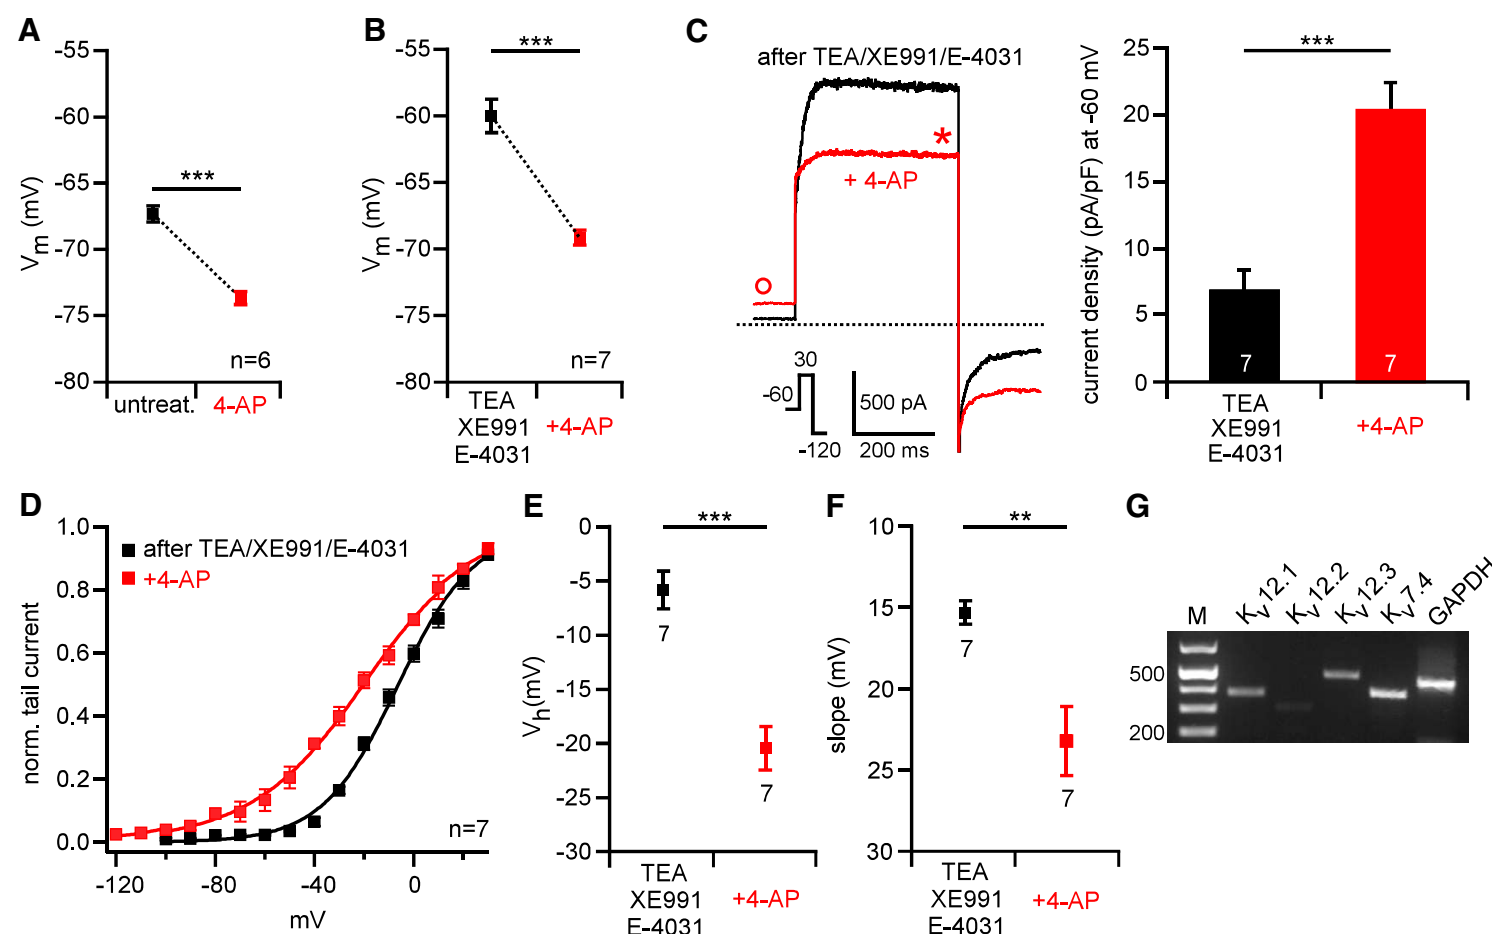 A
-55
-60
-65
-70
-75
-80
Vm (mV)
***
n=6
untreat.
4-AP
B
-55
-60
-65
-70
-75
-80
Vm (mV)
***
n=7
TEA
XE991
E-4031
+4-AP
C
after TEA/XE991/E-4031
*
+ 4-AP
30
-60
-120
500 pA
200 ms
current density (pA/pF) at -60 mV
25
20
15
10
5
0
***
7
7
TEA
XE991
E-4031
+4-AP
D
after TEA/XE991/E-4031
+4-AP
norm. tail current
1.0
0.8
0.6
0.4
0.2
0.0
n=7
-120
-80
-40
0
mV
E
0
-5
-10
-15
-20
-25
-30
Vh(mV)
***
7
7
TEA
XE991
E-4031
+4-AP
F
10
15
20
25
30
slope (mV)
**
7
7
TEA
XE991
E-4031
+4-AP
G
M
KV12.1
KV12.2
KV12.3
KV7.4
GAPDH
500
200